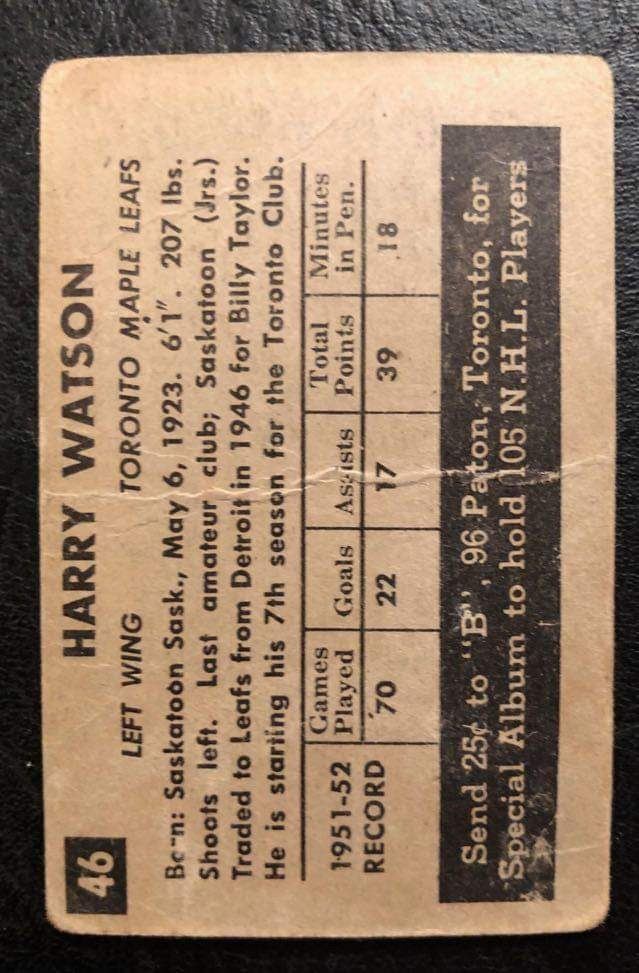 46
HARRY WATSON
LEFT WING TORONTO MAPLE LEAFS
Born: Saskatoon Sask., May 6, 1923. 6'1". 207 lbs.
Shoots left. Last amateur club; Saskatoon (Jrs.)
Traded to Leafs from Detroit in 1946 for Billy Taylor.
He is starting his 7th season for the Toronto Club.
1951-52 RECORD
Games Played Goals Assists Total Points Minutes in Pen.
70 22 17 39 18
Send 25¢ to "B", 96 Paton, Toronto, for
Special Album to hold 105 N.H.L. Players